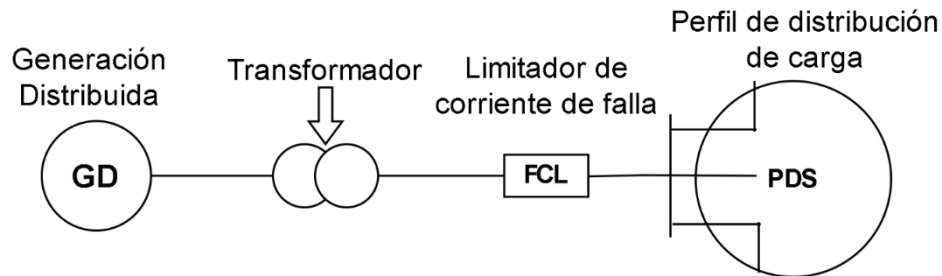 Generación
Distribuida
GD
Transformador
Limitador de
corriente de falla
FCL
Perfil de distribución
de carga
PDS